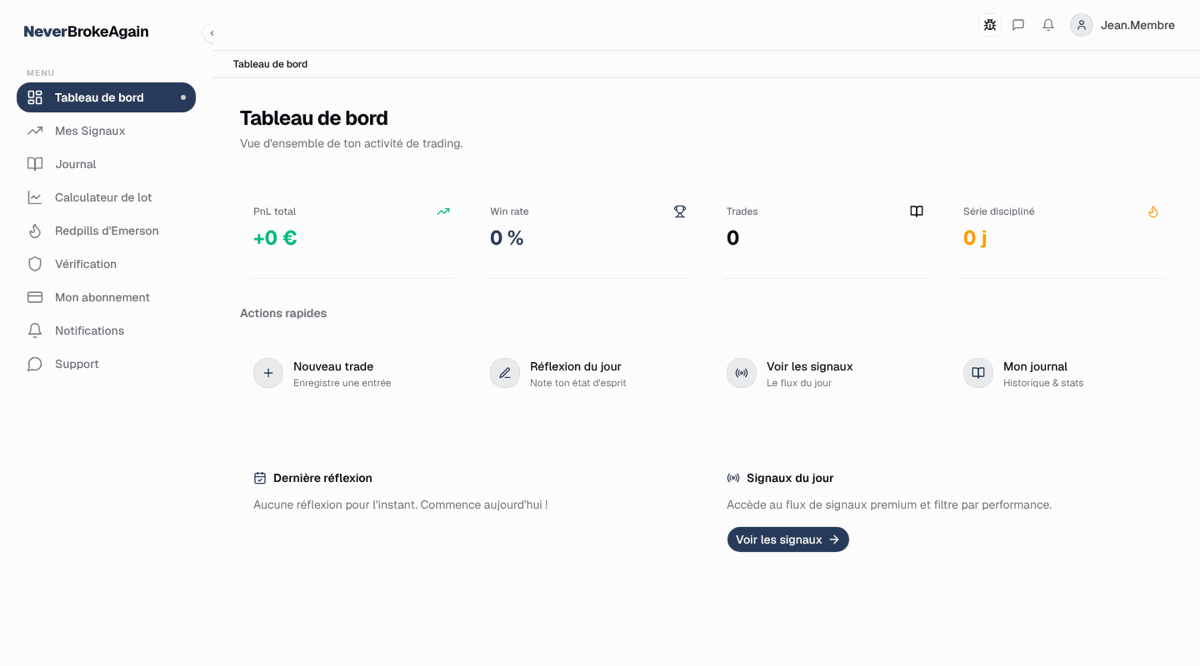 NeverBrokeAgain
Jean.Membre
MENU
Tableau de bord
Mes Signaux
Journal
Calculateur de lot
Redpills d'Emerson
Vérification
Mon abonnement
Notifications
Support
Tableau de bord
Tableau de bord
Vue d'ensemble de ton activité de trading.
PnL total
+0 €
Win rate
0 %
Trades
0
Série discipliné
0 j
Actions rapides
Nouveau trade
Enregistre une entrée
Réflexion du jour
Note ton état d'esprit
Voir les signaux
Le flux du jour
Mon journal
Historique & stats
Dernière réflexion
Aucune réflexion pour l'instant. Commence aujourd'hui !
Signaux du jour
Accède au flux de signaux premium et filtre par performance.
Voir les signaux →